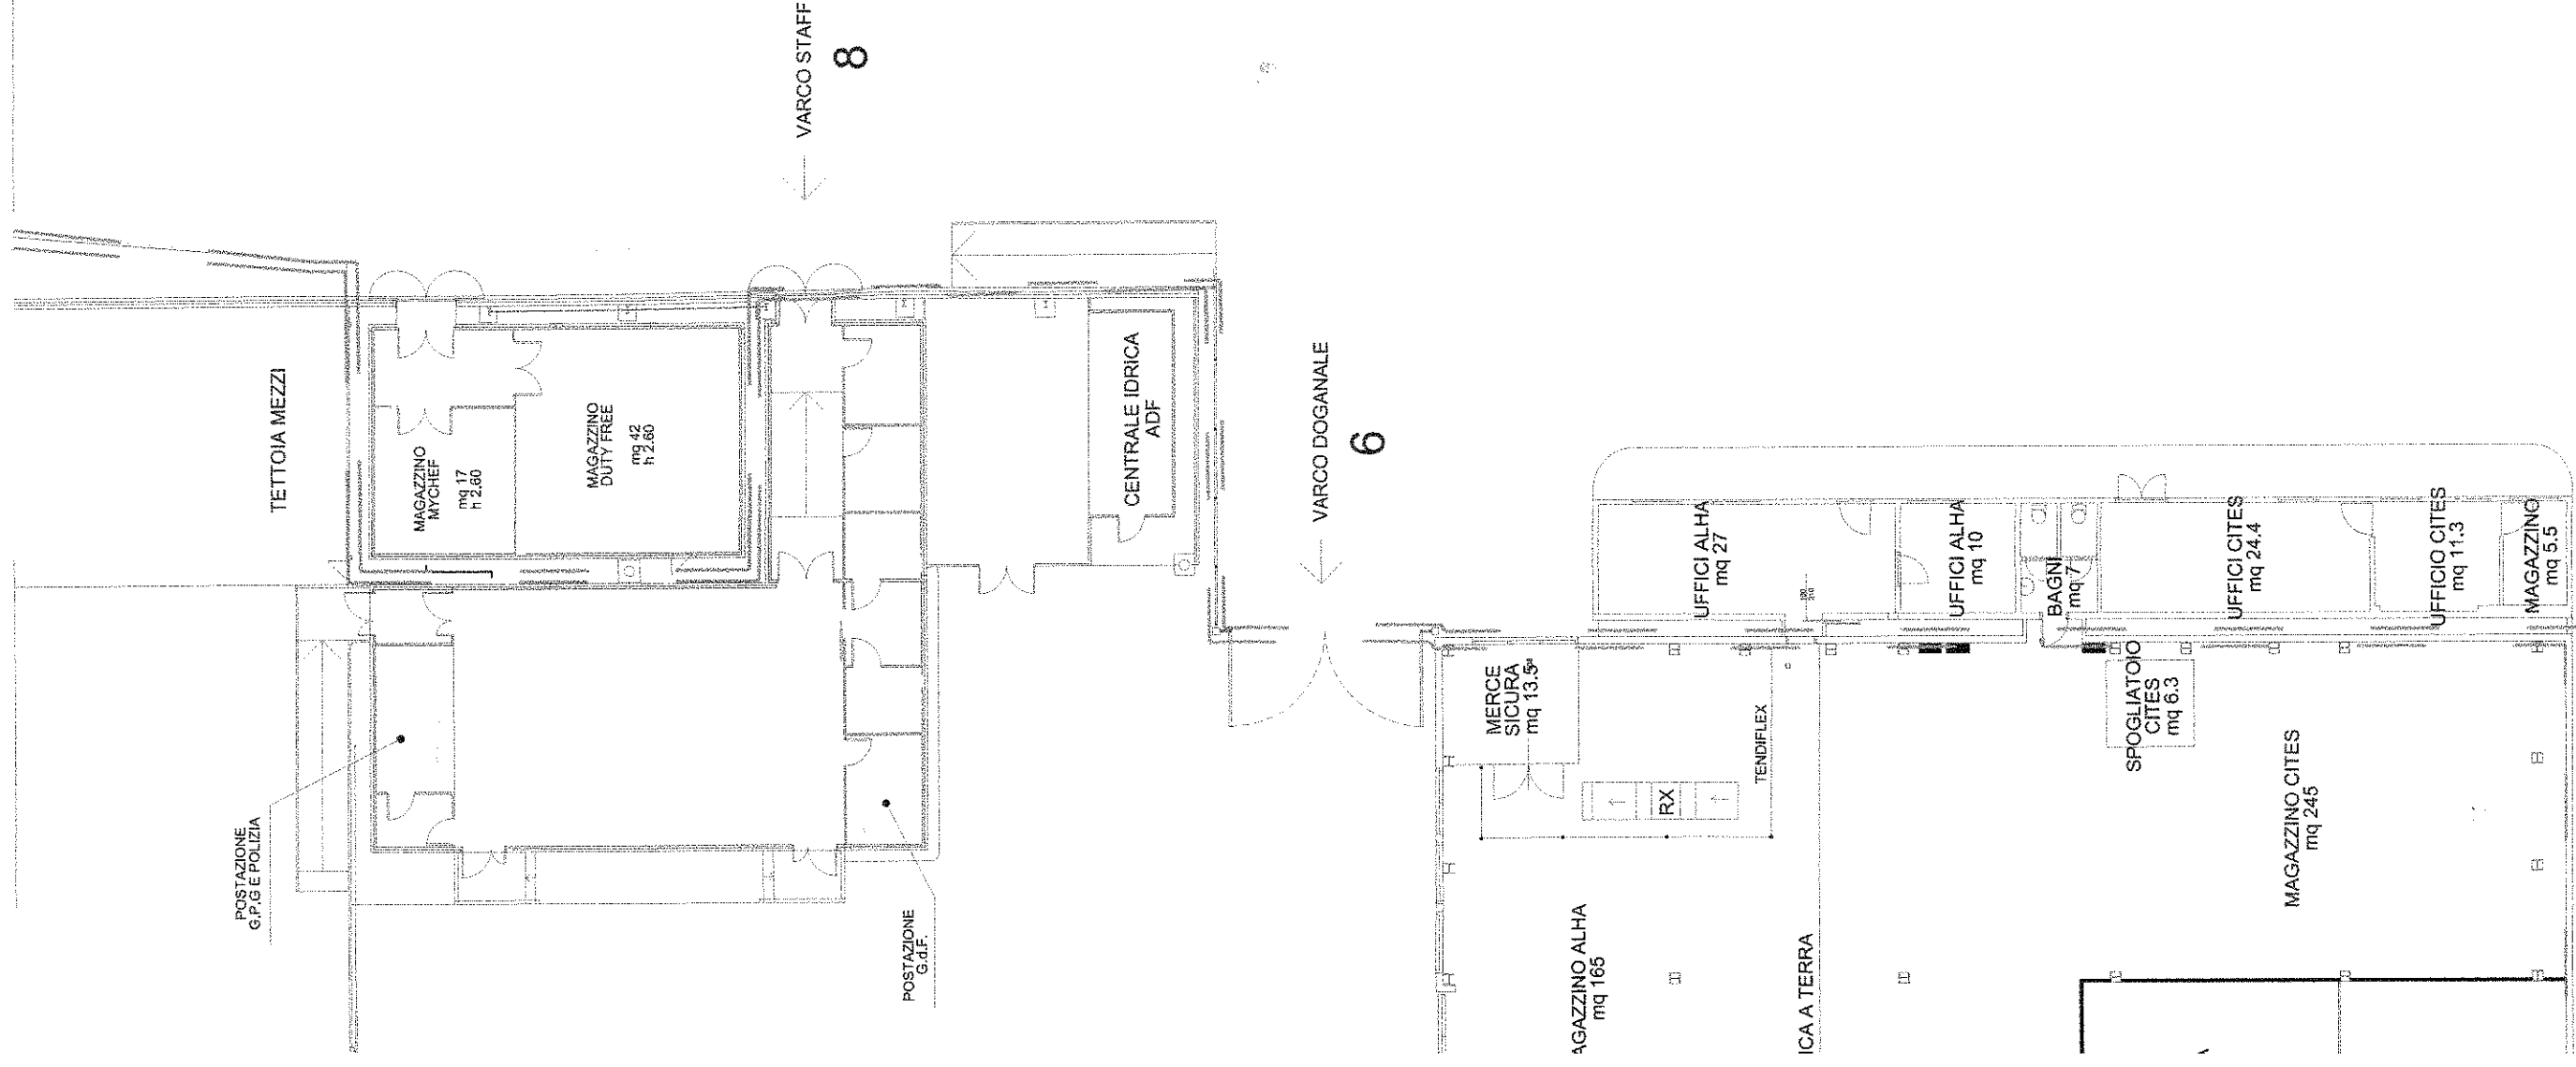 VARCO STAFF
8
TETTOIA MEZZI
MAGAZZINO
MYCHEF
mq 17
h 2.60
MAGAZZINO
DUTY FREE
mq 42
h 2.60
CENTRALE IDRICA
ADF
VARCO DOGANALE
6
POSTAZIONE
G.P.G E POLIZIA
POSTAZIONE
G.d.F.
UFFICI ALHA
mq 27
UFFICI ALHA
mq 10
BAGNI
mq 7
UFFICI CITES
mq 24.4
UFFICIO CITES
mq 11.3
MAGAZZINO
mq 5.5
MERCE
SICURA
mq 13.5
RX
TENDIFLEX
SPOGLIATOIO
CITES
mq 6.3
MAGAZZINO CITES
mq 245
AGAZZINO ALHA
mq 165
ICA A TERRA